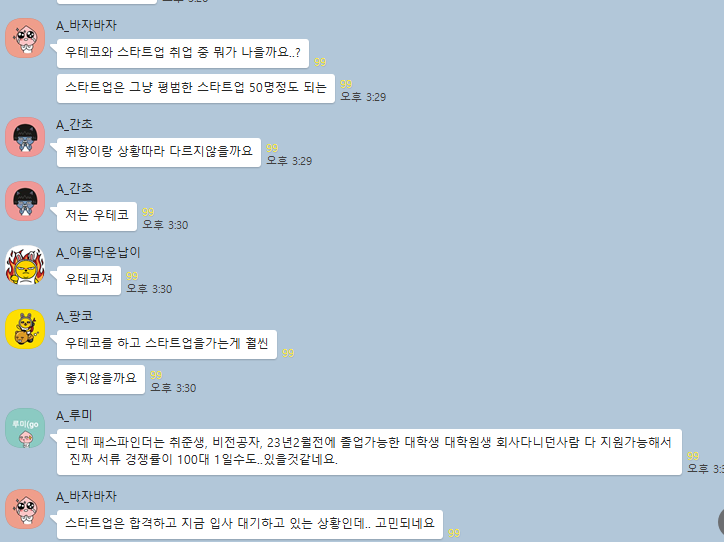 A_바자바자
우테코와 스타트업 취업 중 뭐가 나을까요..?
99
스타트업은 그냥 평범한 스타트업 50명정도 되는
99
오후 3:29
A_간초
취향이랑 상황따라 다르지않을까요
99
오후 3:29
A_간초
저는 우테코
99
오후 3:30
A_아룸다운납이
우테코져
99
오후 3:30
A_팡코
우테코를 하고 스타트업을가는게 훨씬
99
좋지않을까요
99
오후 3:30
A_루미
루미(go
근데 패스파인더는 취준생, 비전공자, 23년2월전에 졸업가능한 대학생 대학원생 회사다니던사람 다 지원가능해서
진짜 서류 경쟁률이 100대 1일수도..있을것같네요.
99
오후
A_바자바자
스타트업은 합격하고 지금 입사 대기하고 있는 상황인데.. 고민되네요
99